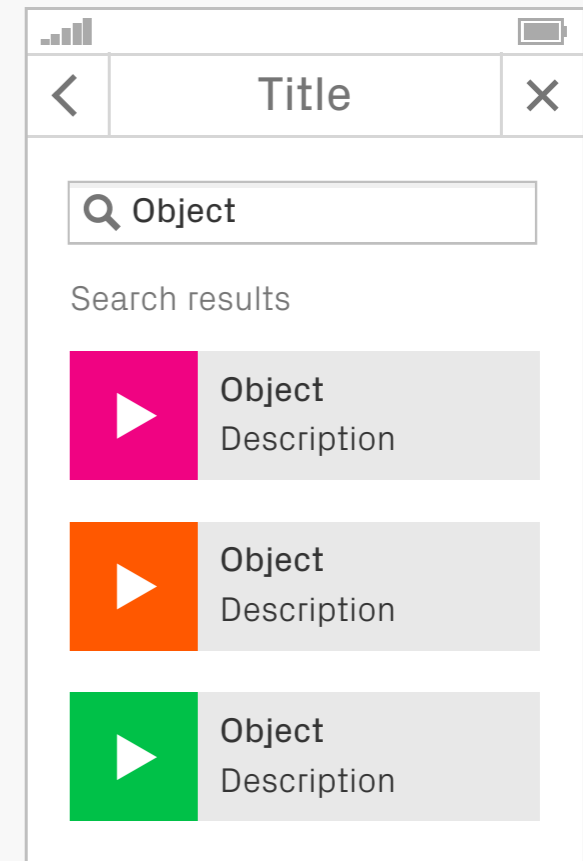 Title
Object
Search results
Object
Description
Object
Description
Object
Description